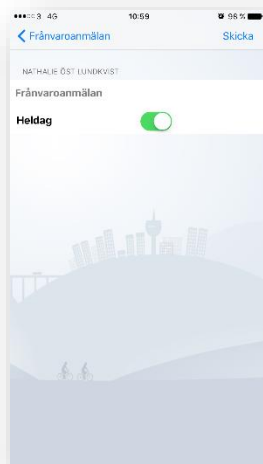 3 4G 10:59 96 %
Frånvaroanmälan Skicka
NATHALIE ÖST LUNDKVIST
Frånvaroanmälan
Heldag